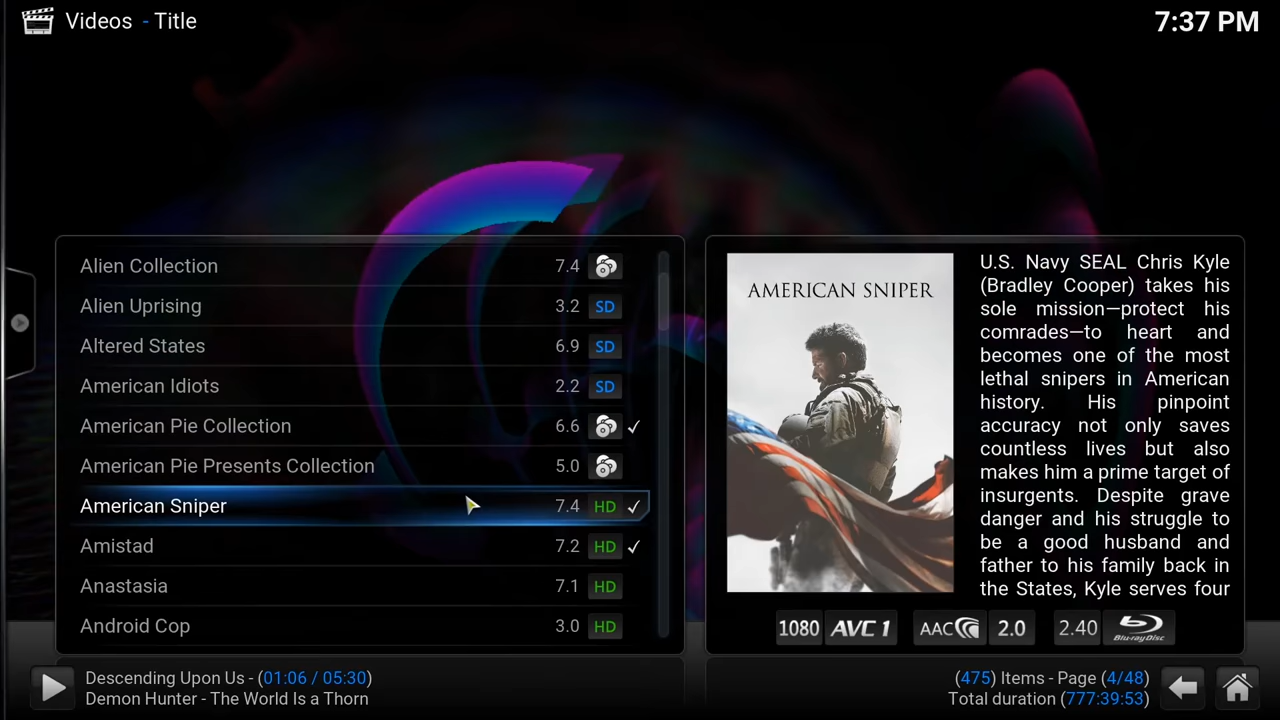 Videos - Title
7:37 PM
Alien Collection 7.4
Alien Uprising 3.2 SD
Altered States 6.9 SD
American Idiots 2.2 SD
American Pie Collection 6.6
American Pie Presents Collection 5.0
American Sniper 7.4 HD
Amistad 7.2 HD
Anastasia 7.1 HD
Android Cop 3.0 HD
AMERICAN SNIPER
U.S. Navy SEAL Chris Kyle
(Bradley Cooper) takes his
sole mission—protect his
comrades—to heart and
becomes one of the most
lethal snipers in American
history. His pinpoint
accuracy not only saves
countless lives but also
makes him a prime target of
insurgents. Despite grave
danger and his struggle to
be a good husband and
father to his family back in
the States, Kyle serves four
1080 AVC 1 AAC 2.0 2.40 Blu-ray Disc
Descending Upon Us - (01:06 / 05:30)
Demon Hunter - The World Is a Thorn
(475) Items - Page (4/48)
Total duration (777:39:53)